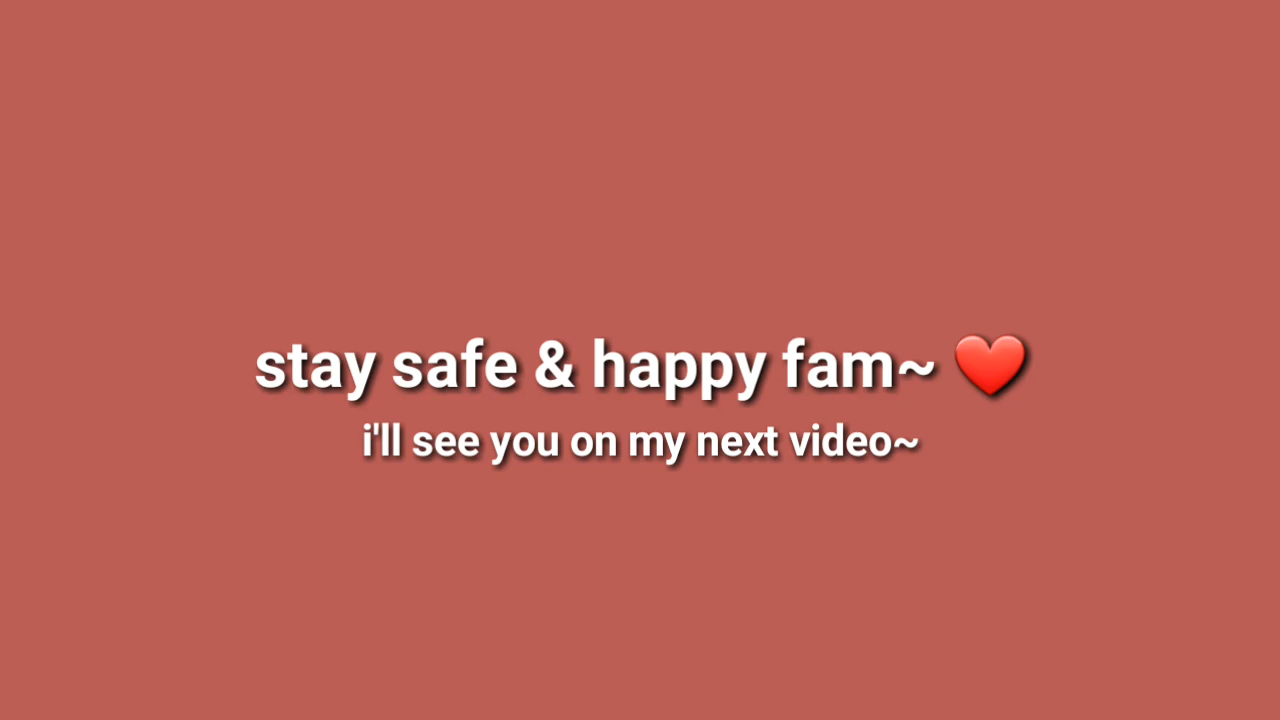 stay safe & happy fam~ ❤️
i'll see you on my next video~